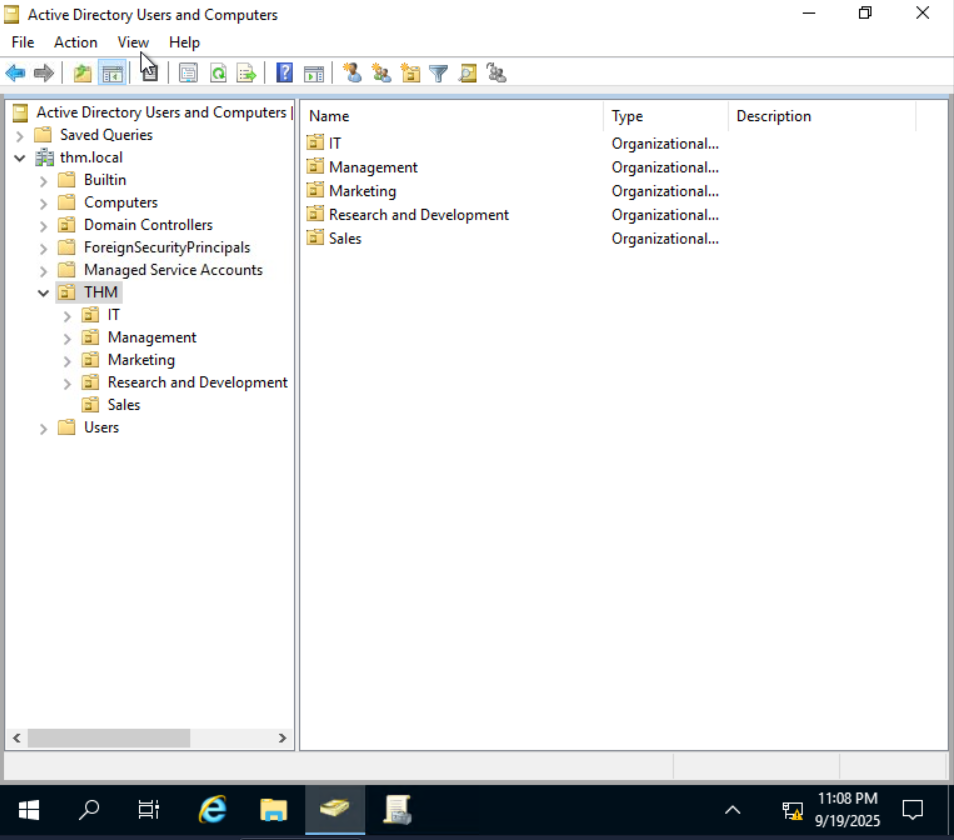 Active Directory Users and Computers
File Action View Help
Active Directory Users and Computers
Saved Queries
thm.local
Builtin
Computers
Domain Controllers
ForeignSecurityPrincipals
Managed Service Accounts
THM
IT
Management
Marketing
Research and Development
Sales
Users
Name Type Description
IT Organizational...
Management Organizational...
Marketing Organizational...
Research and Development Organizational...
Sales Organizational...
11:08 PM
9/19/2025